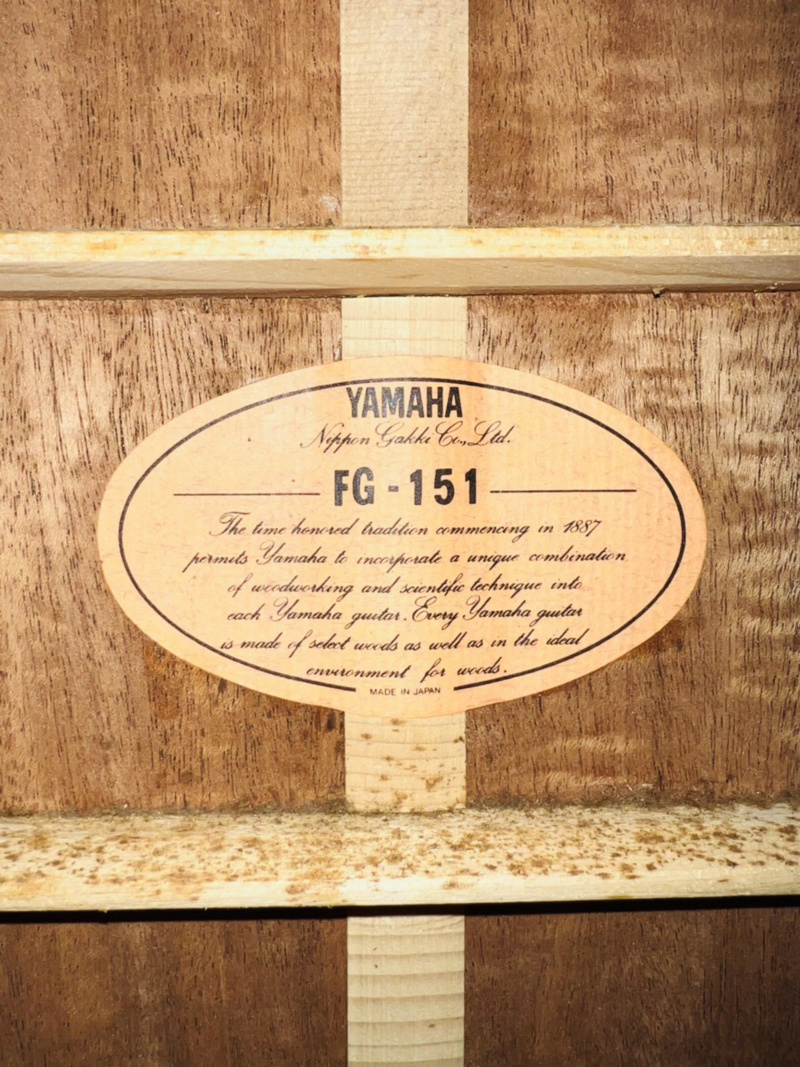 YAMAHA
Nippon Gakki Co., Ltd.
FG-151
The time honored tradition commencing in 1887
permits Yamaha to incorporate a unique combination
of woodworking and scientific technique into
each Yamaha guitar. Every Yamaha guitar
is made of select woods as well as in the ideal
environment for woods.
MADE IN JAPAN